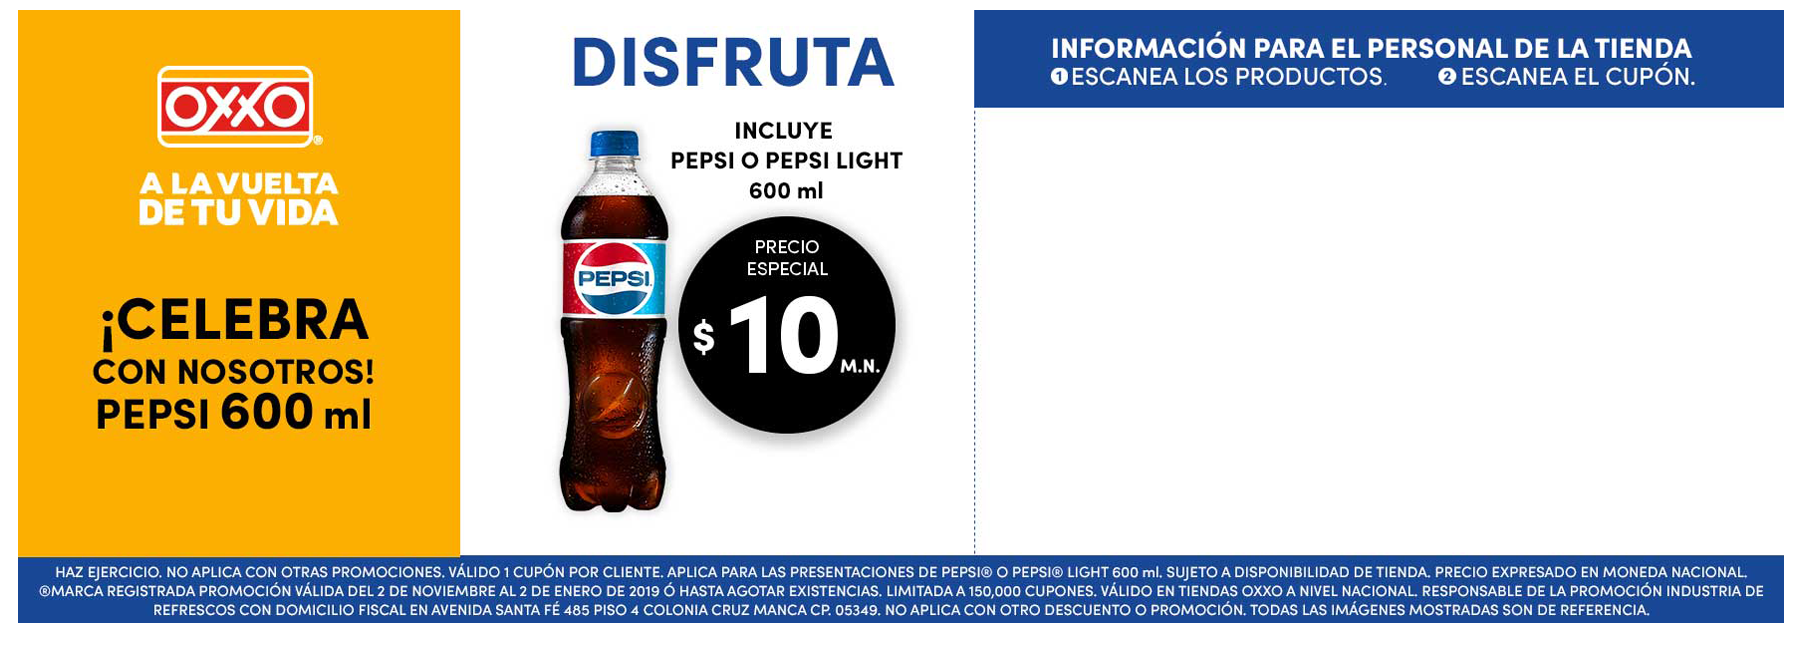 OXXO®
A LA VUELTA
DE TU VIDA
¡CELEBRA
CON NOSOTROS!
PEPSI 600 ml
DISFRUTA
INCLUYE
PEPSI O PEPSI LIGHT
600 ml
PEPSI
PRECIO
ESPECIAL
$ 10 M.N.
INFORMACIÓN PARA EL PERSONAL DE LA TIENDA
1 ESCANEA LOS PRODUCTOS. 2 ESCANEA EL CUPÓN.
HAZ EJERCICIO. NO APLICA CON OTRAS PROMOCIONES. VÁLIDO 1 CUPÓN POR CLIENTE. APLICA PARA LAS PRESENTACIONES DE PEPSI® O PEPSI® LIGHT 600 ml. SUJETO A DISPONIBILIDAD DE TIENDA. PRECIO EXPRESADO EN MONEDA NACIONAL.
®MARCA REGISTRADA PROMOCIÓN VÁLIDA DEL 2 DE NOVIEMBRE AL 2 DE ENERO DE 2019 Ó HASTA AGOTAR EXISTENCIAS. LIMITADA A 150,000 CUPONES. VÁLIDO EN TIENDAS OXXO A NIVEL NACIONAL. RESPONSABLE DE LA PROMOCIÓN INDUSTRIA DE
REFRESCOS CON DOMICILIO FISCAL EN AVENIDA SANTA FÉ 485 PISO 4 COLONIA CRUZ MANCA CP. 05349. NO APLICA CON OTRO DESCUENTO O PROMOCIÓN. TODAS LAS IMÁGENES MOSTRADAS SON DE REFERENCIA.